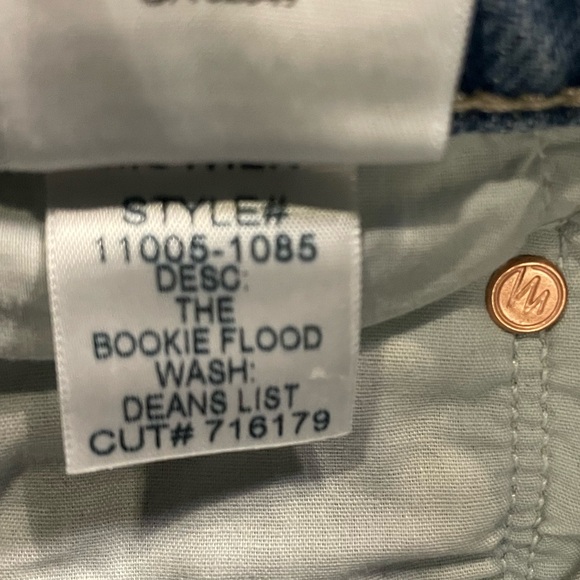 STYLE#
11005-1085
DESC:
THE
BOOKIE FLOOD
WASH:
DEANS LIST
CUT# 716179